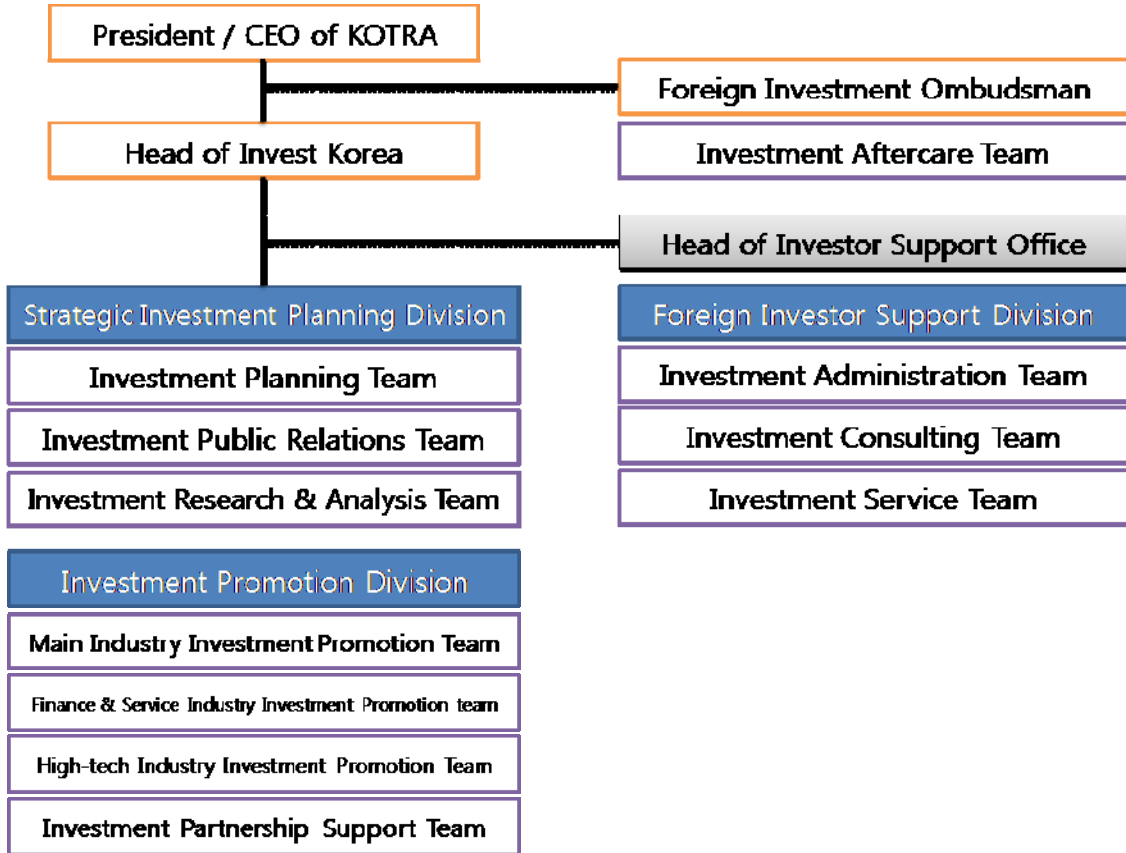 President / CEO of KOTRA
Foreign Investment Ombudsman
Head of Invest Korea
Investment Aftercare Team
Head of Investor Support Office
Strategic Investment Planning Division
Investment Planning Team
Investment Public Relations Team
Investment Research & Analysis Team
Foreign Investor Support Division
Investment Administration Team
Investment Consulting Team
Investment Service Team
Investment Promotion Division
Main Industry Investment Promotion Team
Finance & Service Industry Investment Promotion team
High-tech Industry Investment Promotion Team
Investment Partnership Support Team